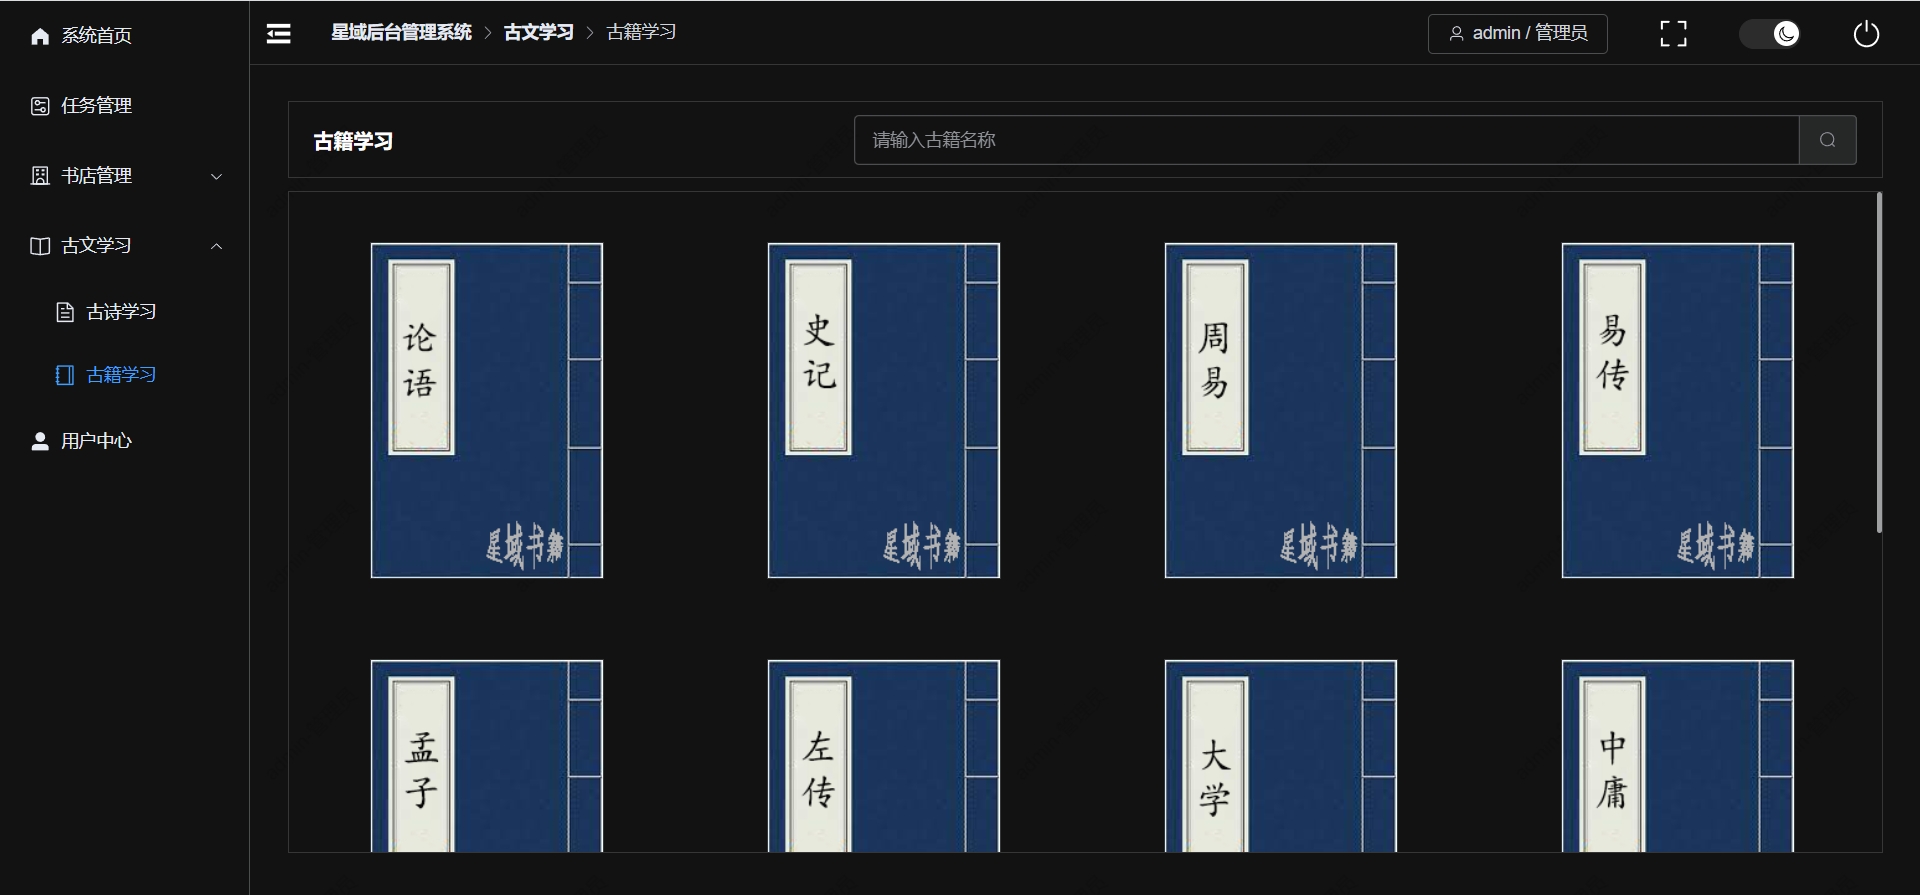 系统首页
任务管理
书店管理
古文学习
古诗学习
古籍学习
用户中心
星域后台管理系统 > 古文学习 > 古籍学习
admin / 管理员
古籍学习
请输入古籍名称
论语
星域书籍
史记
星域书籍
周易
星域书籍
易传
星域书籍
孟子
左传
大学
中庸